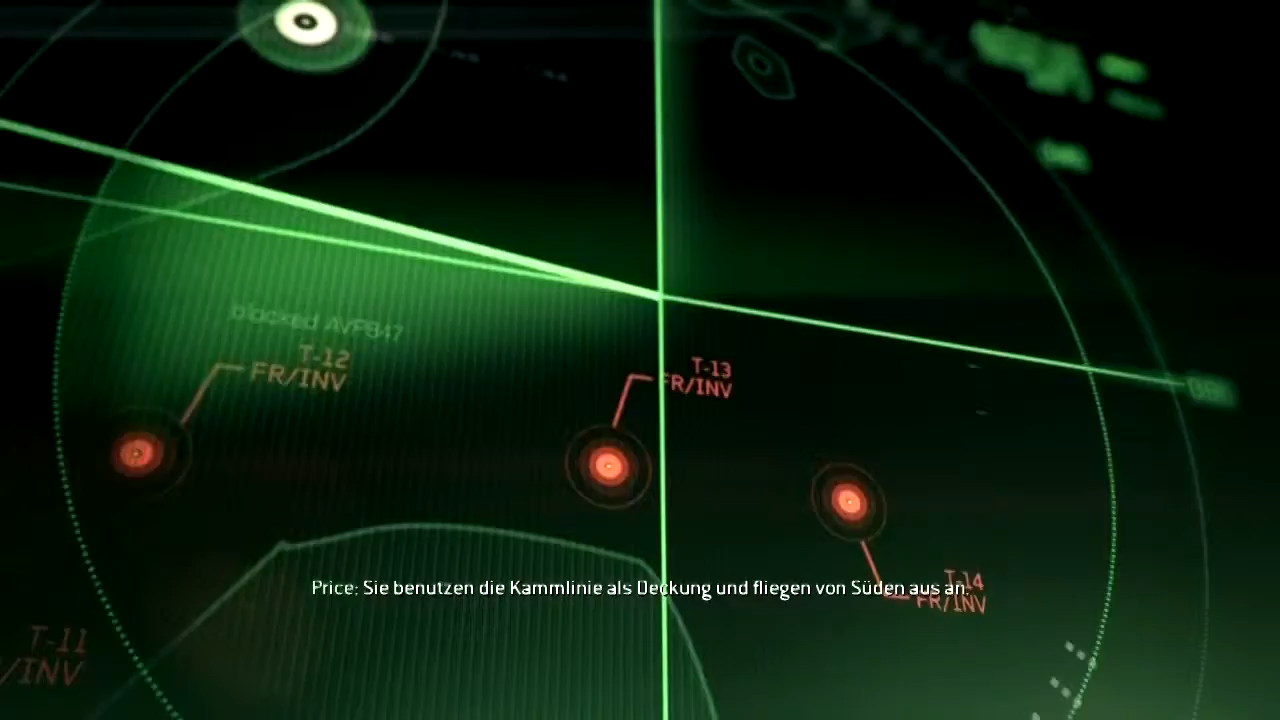 blocked AVP847
T-12
FR/INV
T-13
FR/INV
Price: Sie benutzen die Kammlinie als Deckung und fliegen von Süden aus an.
T-14
FR/INV
T-11
/INV